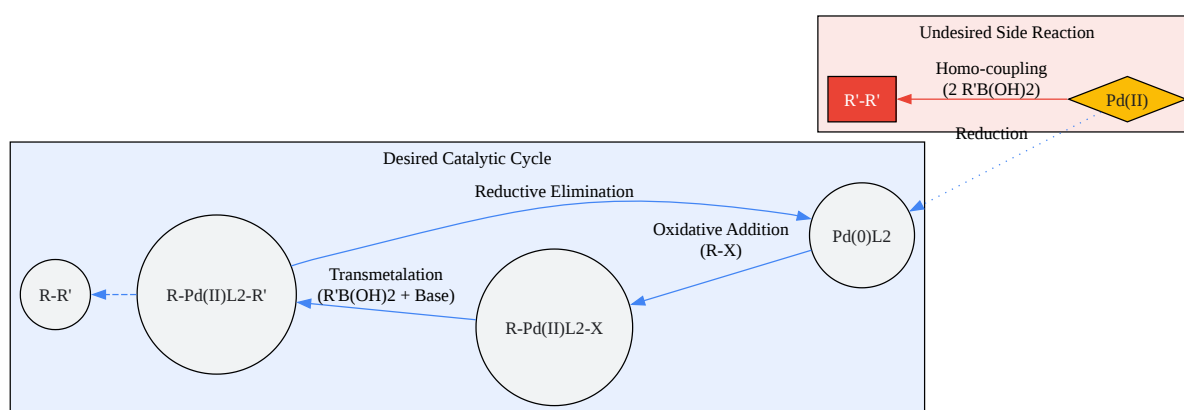 Undesired Side Reaction
Homo-coupling
(2 R'B(OH)2)
R'-R'
Pd(II)
Reduction
Desired Catalytic Cycle
Reductive Elimination
Oxidative Addition
(R-X)
Pd(0)L2
Transmetalation
(R'B(OH)2 + Base)
R-R'
R-Pd(II)L2-R'
R-Pd(II)L2-X